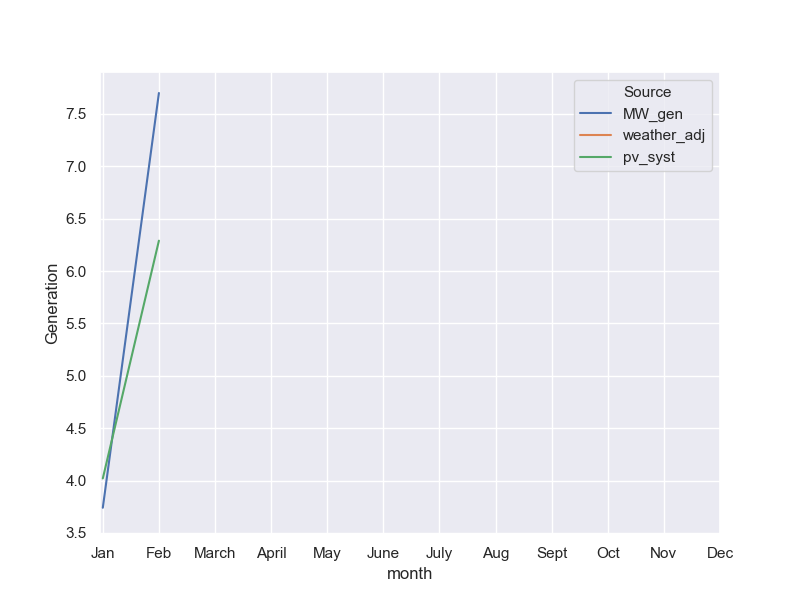 Source
MW_gen
weather_adj
pv_syst
7.5
7.0
6.5
6.0
5.5
5.0
4.5
4.0
3.5
Generation
Jan Feb March April May June July Aug Sept Oct Nov Dec
month